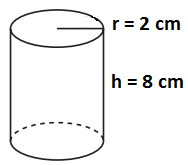 r = 2 cm
h = 8 cm